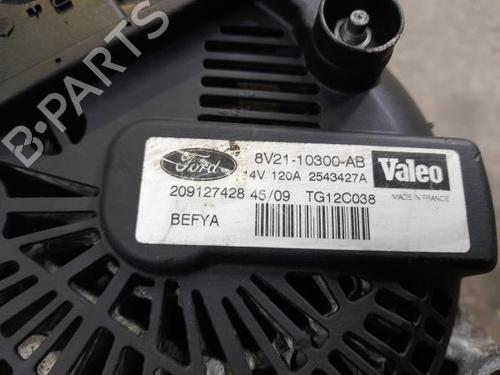 B-PARTS
Ford
8V21-10300-AB
14V 120A 2543427A
Valeo
MADE IN FRANCE
209127428 45/09 TG12C038
BEFYA